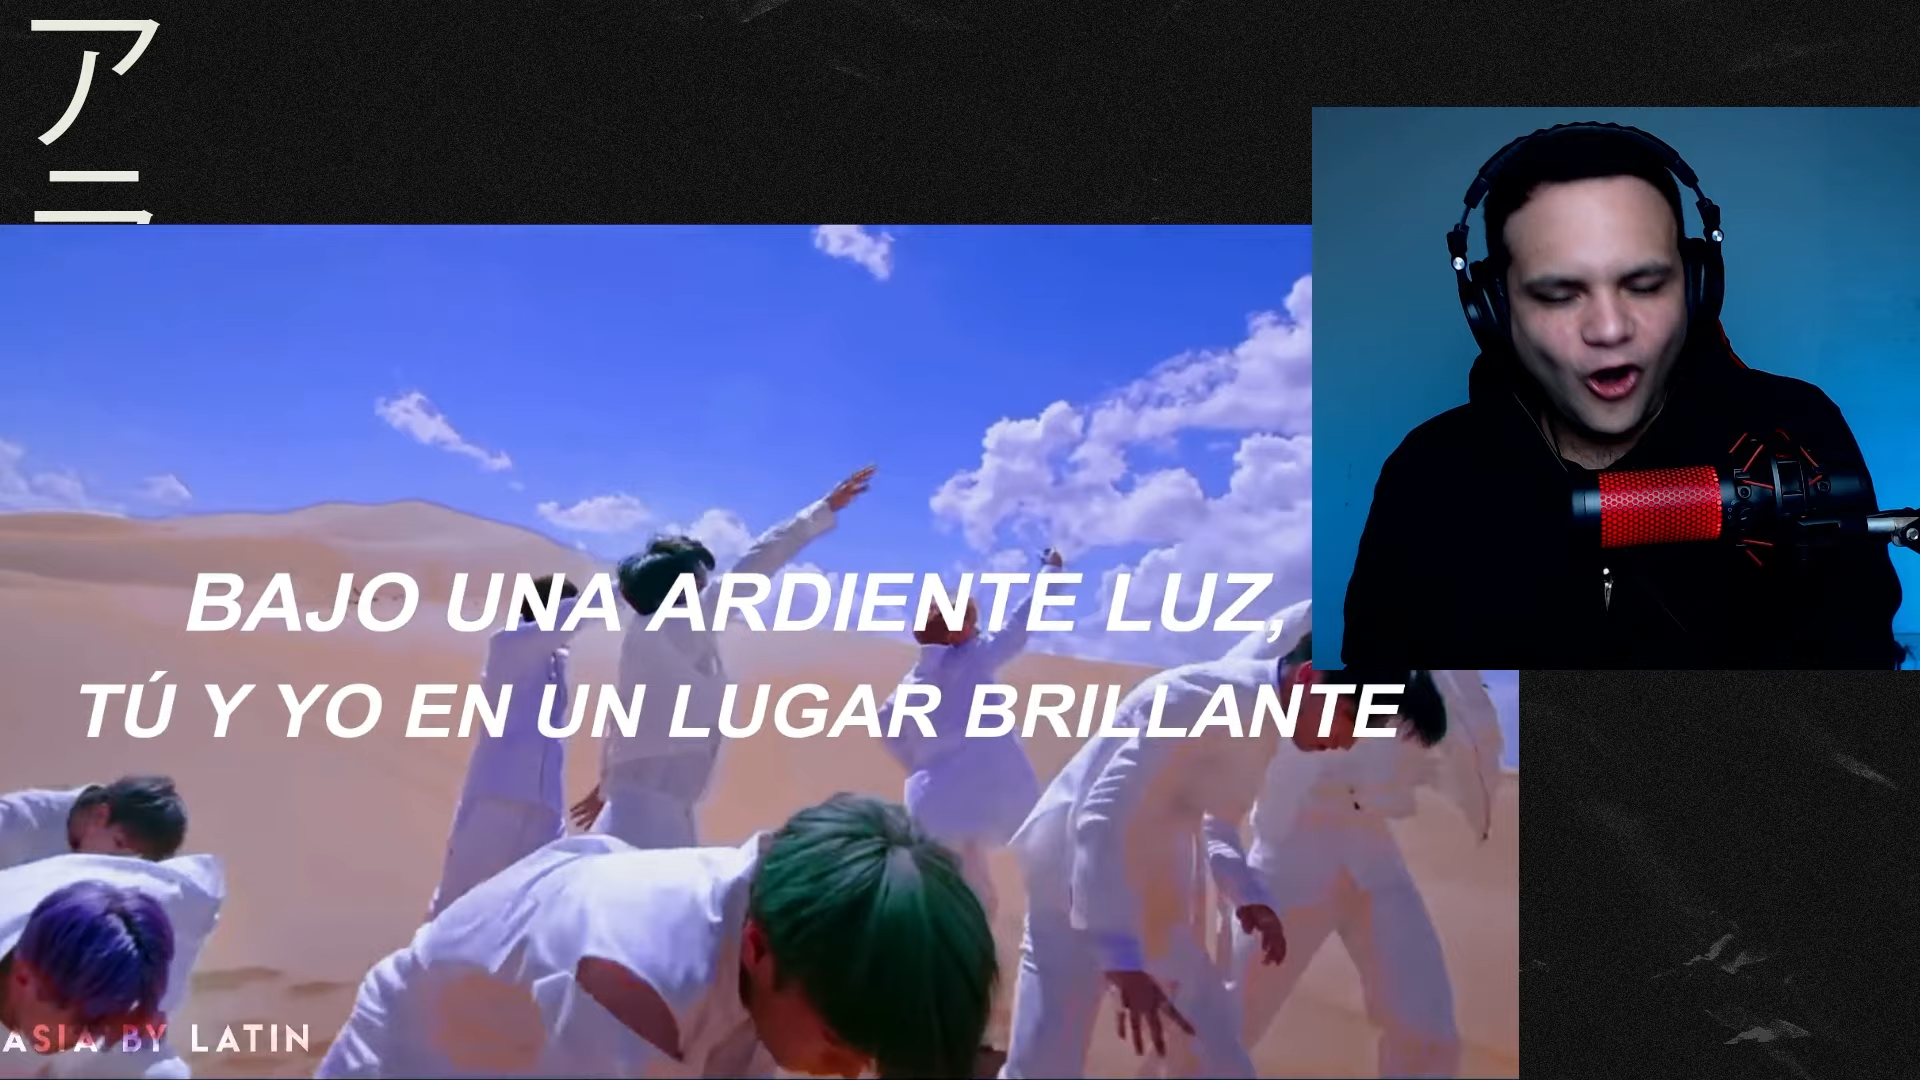 ア
BAJO UNA ARDIENTE LUZ,
TÚ Y YO EN UN LUGAR BRILLANTE
ASIA BY LATIN